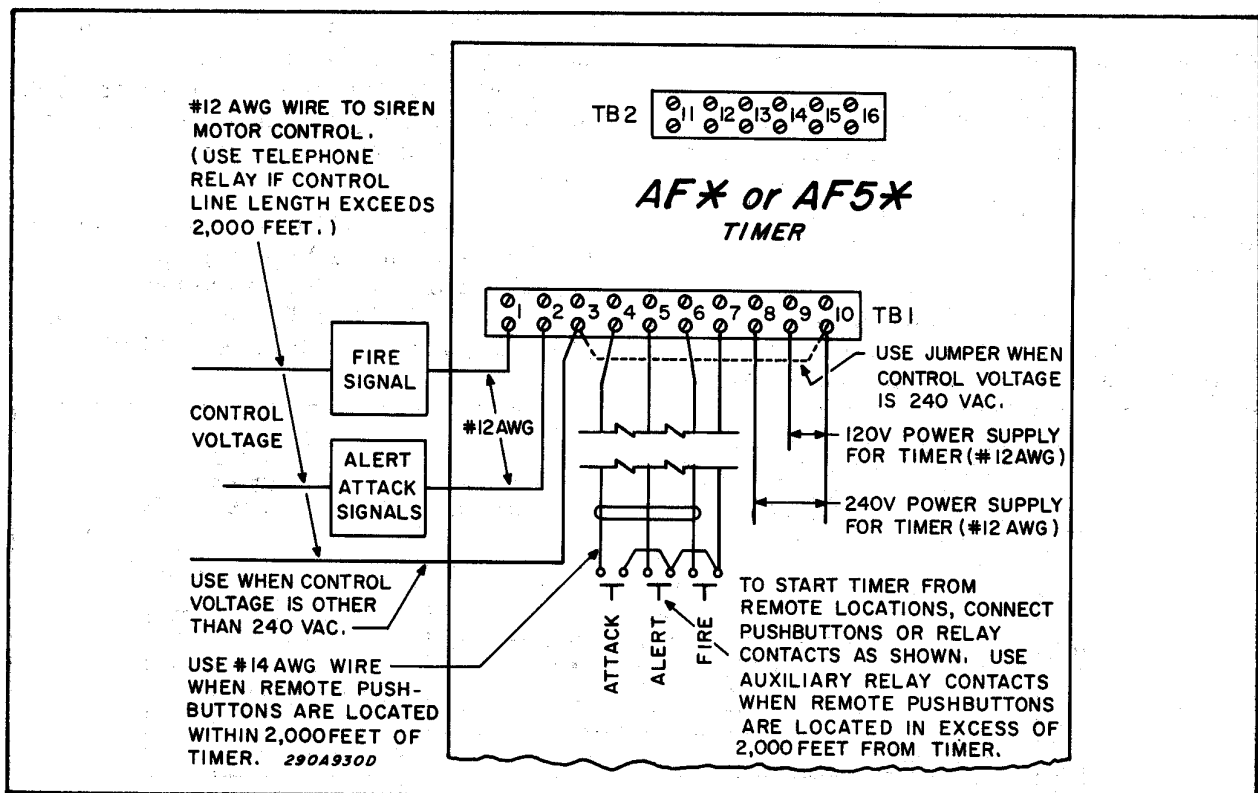 #12 AWG WIRE TO SIREN
MOTOR CONTROL.
(USE TELEPHONE
RELAY IF CONTROL
LINE LENGTH EXCEEDS
2,000 FEET.)
TB2
11 12 13 14 15 16
AF* or AF5*
TIMER
1 2 3 4 5 6 7 8 9 10
TB1
FIRE
SIGNAL
CONTROL
VOLTAGE
#12 AWG
ALERT
ATTACK
SIGNALS
USE JUMPER WHEN
CONTROL VOLTAGE
IS 240 VAC.
120V POWER SUPPLY
FOR TIMER (#12AWG)
240V POWER SUPPLY
FOR TIMER (#12 AWG)
USE WHEN CONTROL
VOLTAGE IS OTHER
THAN 240 VAC.
USE #14 AWG WIRE
WHEN REMOTE PUSH-
BUTTONS ARE LOCATED
WITHIN 2,000 FEET OF
TIMER. 290A930D
ATTACK
ALERT
FIRE
TO START TIMER FROM
REMOTE LOCATIONS, CONNECT
PUSHBUTTONS OR RELAY
CONTACTS AS SHOWN. USE
AUXILIARY RELAY CONTACTS
WHEN REMOTE PUSHBUTTONS
ARE LOCATED IN EXCESS OF
2,000 FEET FROM TIMER.